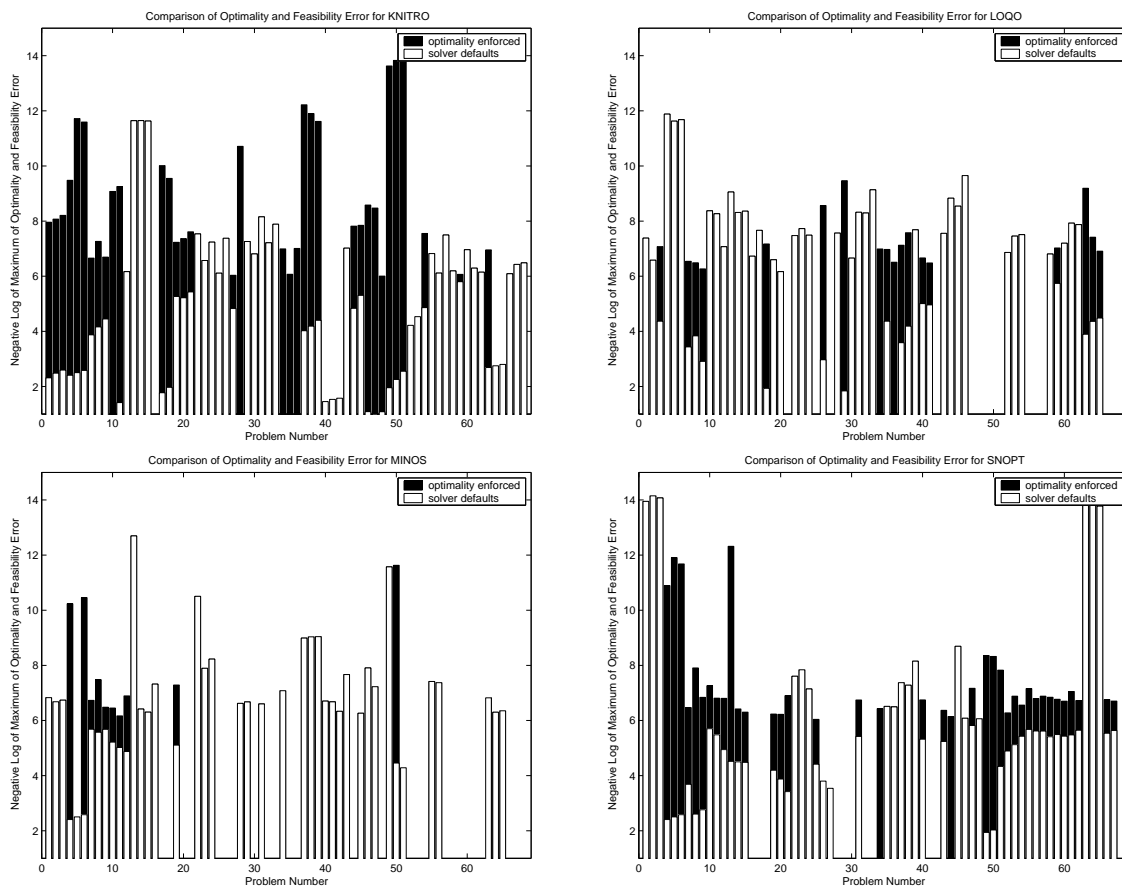 Comparison of Optimality and Feasibility Error for KNITRO
optimality enforced
solver defaults
Negative Log of Maximum of Optimality and Feasibility Error
14
12
10
8
6
4
2
0 10 20 30 40 50 60
Problem Number
Comparison of Optimality and Feasibility Error for LOQO
optimality enforced
solver defaults
Negative Log of Maximum of Optimality and Feasibility Error
14
12
10
8
6
4
2
0 10 20 30 40 50 60
Problem Number
Comparison of Optimality and Feasibility Error for MINOS
optimality enforced
solver defaults
Negative Log of Maximum of Optimality and Feasibility Error
14
12
10
8
6
4
2
0 10 20 30 40 50 60
Problem Number
Comparison of Optimality and Feasibility Error for SNOPT
optimality enforced
solver defaults
Negative Log of Maximum of Optimality and Feasibility Error
14
12
10
8
6
4
2
0 10 20 30 40 50 60
Problem Number